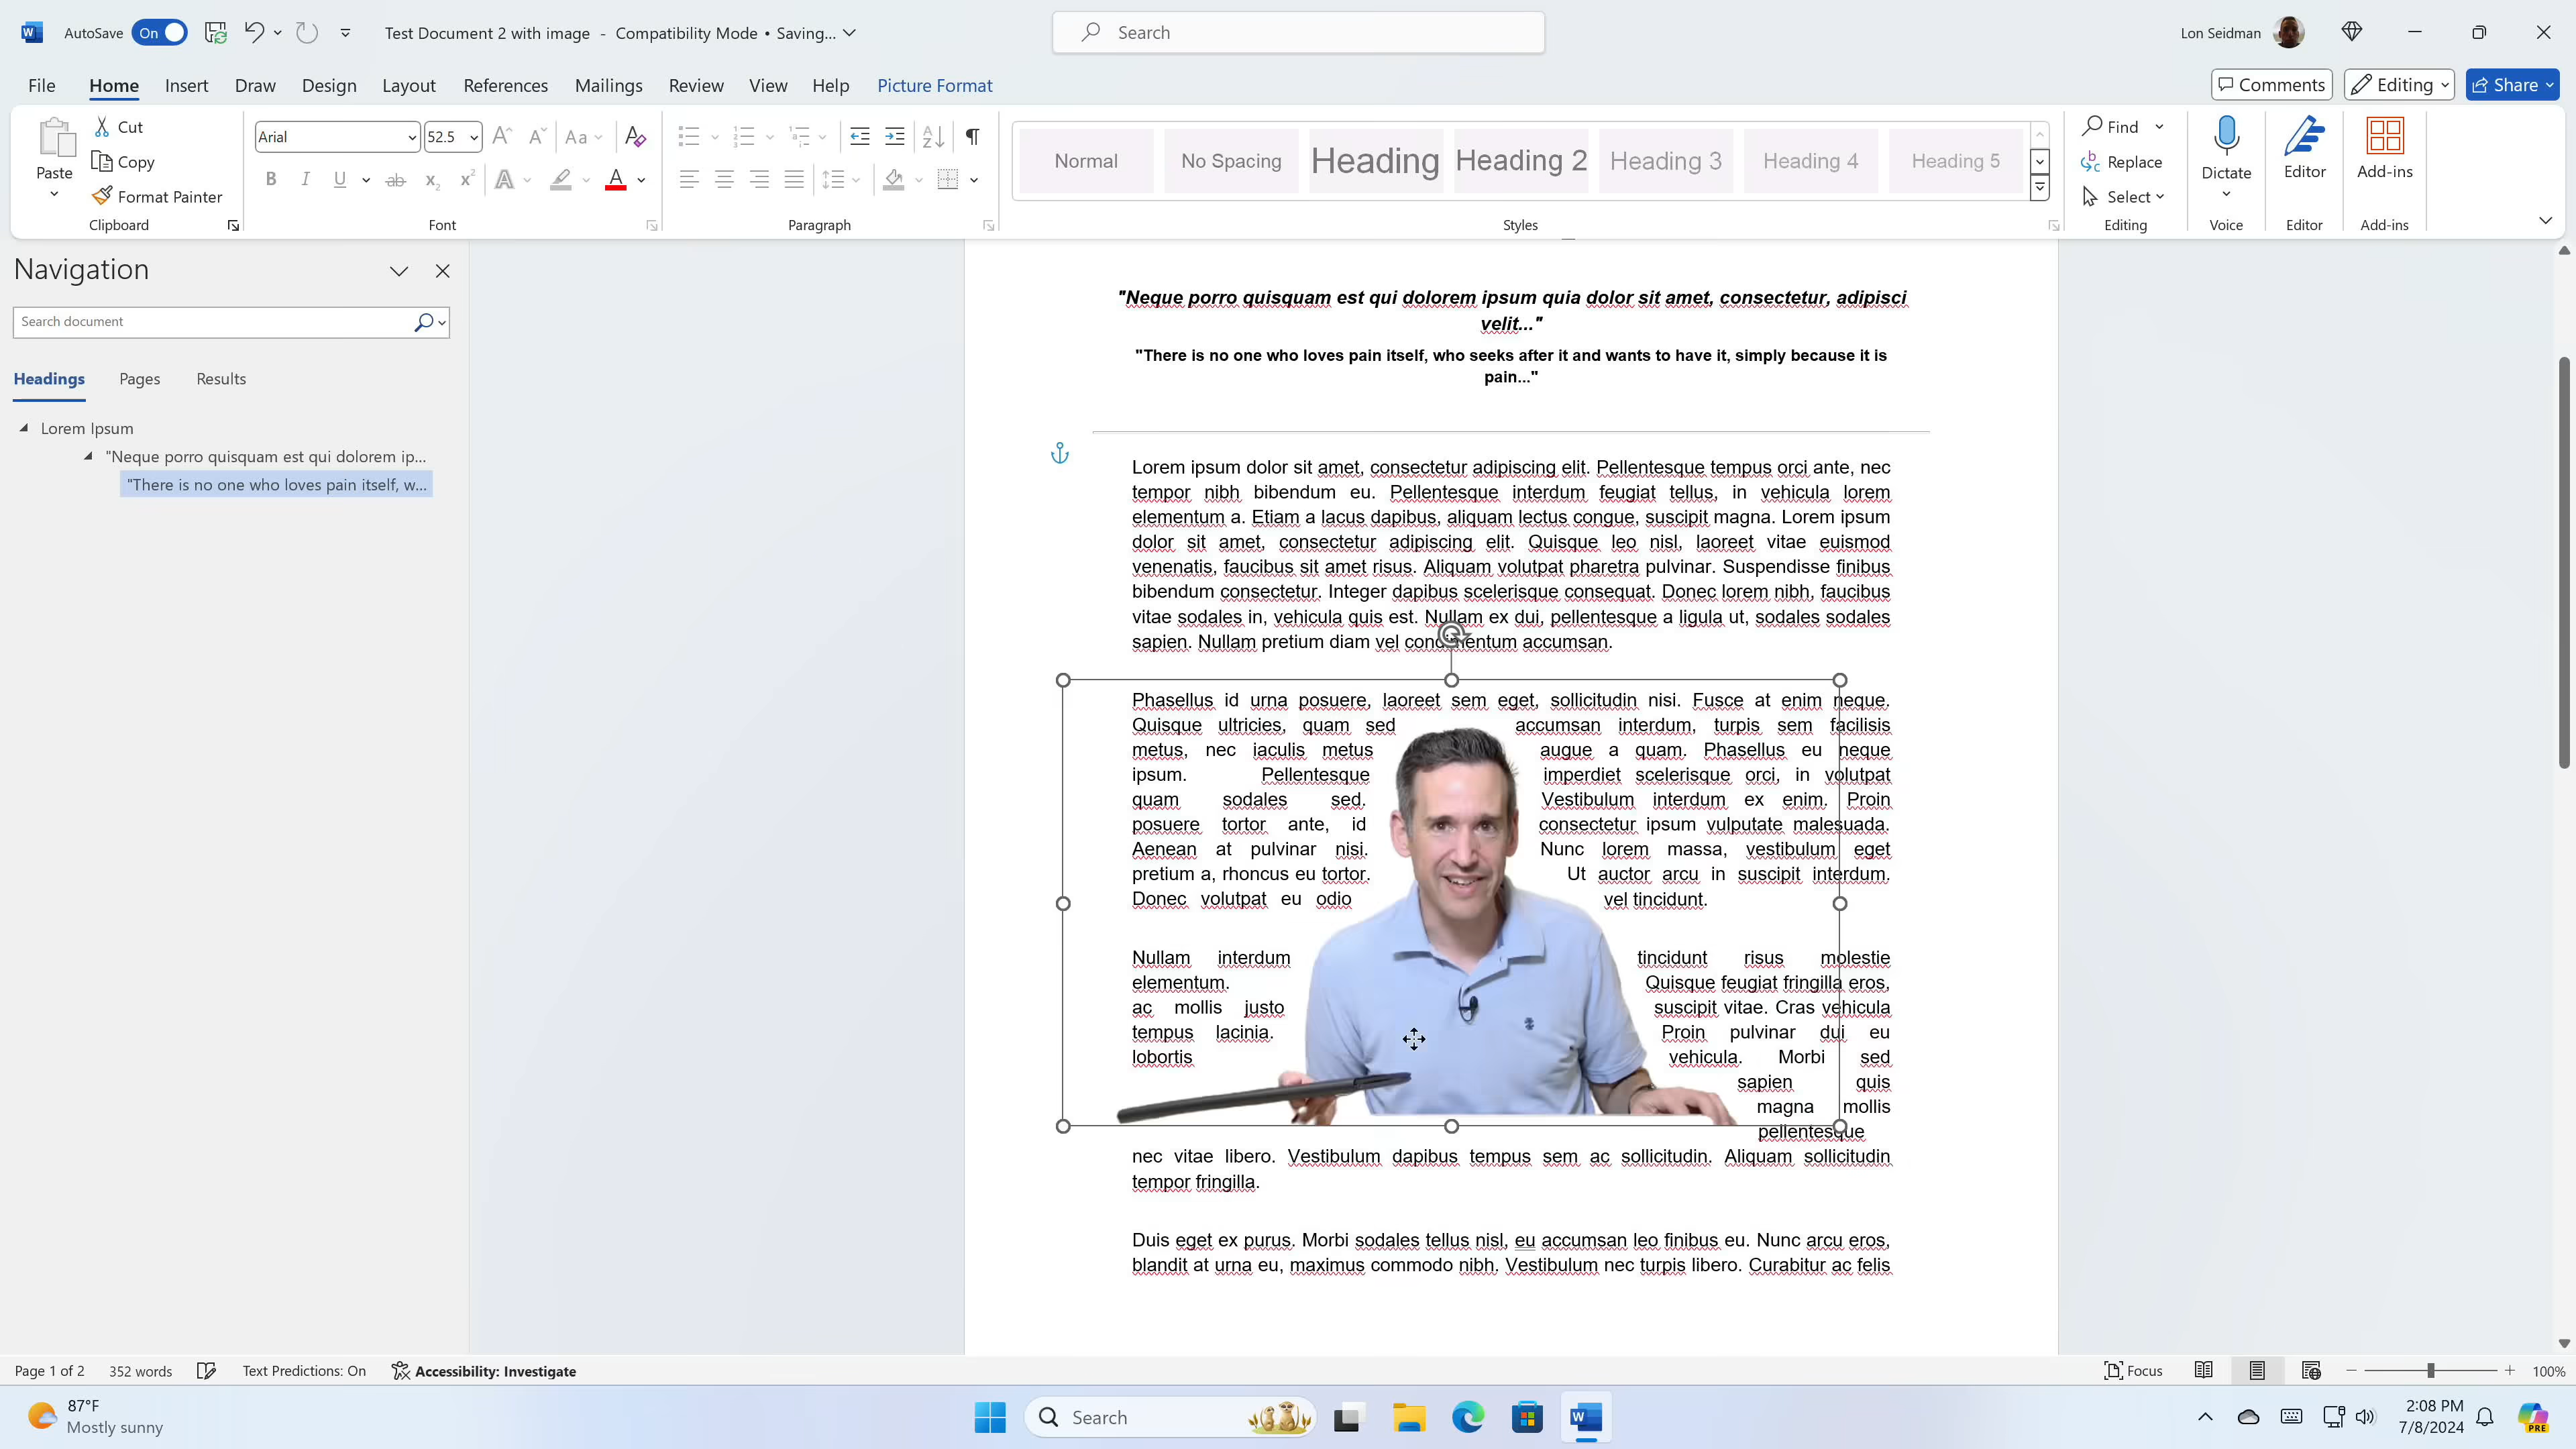 AutoSave On Test Document 2 with image - Compatibility Mode • Saving... Search Lon Seidman
File Home Insert Draw Design Layout References Mailings Review View Help Picture Format Comments Editing Share
Paste
Cut
Copy
Format Painter
Clipboard
Arial 52.5
Aa
B I U ab x2 x2 A A
Font
Paragraph
Normal No Spacing Heading Heading 2 Heading 3 Heading 4 Heading 5
Styles
Find
Replace
Select
Editing
Dictate
Voice
Editor
Editor
Add-ins
Add-ins
Navigation
Search document
Headings Pages Results
Lorem Ipsum
"Neque porro quisquam est qui dolorem ip...
"There is no one who loves pain itself, w...
"Neque porro quisquam est qui dolorem ipsum quia dolor sit amet, consectetur, adipisci
velit..."
"There is no one who loves pain itself, who seeks after it and wants to have it, simply because it is
pain..."
Lorem ipsum dolor sit amet, consectetur adipiscing elit. Pellentesque tempus orci ante, nec
tempor nibh bibendum eu. Pellentesque interdum feugiat tellus, in vehicula lorem
elementum a. Etiam a lacus dapibus, aliquam lectus congue, suscipit magna. Lorem ipsum
dolor sit amet, consectetur adipiscing elit. Quisque leo nisl, laoreet vitae euismod
venenatis, faucibus sit amet risus. Aliquam volutpat pharetra pulvinar. Suspendisse finibus
bibendum consectetur. Integer dapibus scelerisque consequat. Donec lorem nibh, faucibus
vitae sodales in, vehicula quis est. Nullam ex dui, pellentesque a ligula ut, sodales sodales
sapien. Nullam pretium diam vel condimentum accumsan.
Phasellus id urna posuere, laoreet sem eget, sollicitudin nisi. Fusce at enim neque.
Quisque ultricies, quam sed accumsan interdum, turpis sem facilisis
metus, nec iaculis metus augue a quam. Phasellus eu neque
ipsum. Pellentesque imperdiet scelerisque orci, in volutpat
quam sodales sed. Vestibulum interdum ex enim. Proin
posuere tortor ante, id consectetur ipsum vulputate malesuada.
Aenean at pulvinar nisi. Nunc lorem massa, vestibulum eget
pretium a, rhoncus eu tortor. Ut auctor arcu in suscipit interdum.
Donec volutpat eu odio vel tincidunt.
Nullam interdum tincidunt risus molestie
elementum. Quisque feugiat fringilla eros,
ac mollis justo suscipit vitae. Cras vehicula
tempus lacinia. Proin pulvinar dui eu
lobortis vehicula. Morbi sed
sapien quis
magna mollis
pellentesque
nec vitae libero. Vestibulum dapibus tempus sem ac sollicitudin. Aliquam sollicitudin
tempor fringilla.
Duis eget ex purus. Morbi sodales tellus nisl, eu accumsan leo finibus eu. Nunc arcu eros,
blandit at urna eu, maximus commodo nibh. Vestibulum nec turpis libero. Curabitur ac felis
Page 1 of 2 352 words Text Predictions: On Accessibility: Investigate Focus 100%
87°F
Mostly sunny
Search
2:08 PM
7/8/2024
PRE